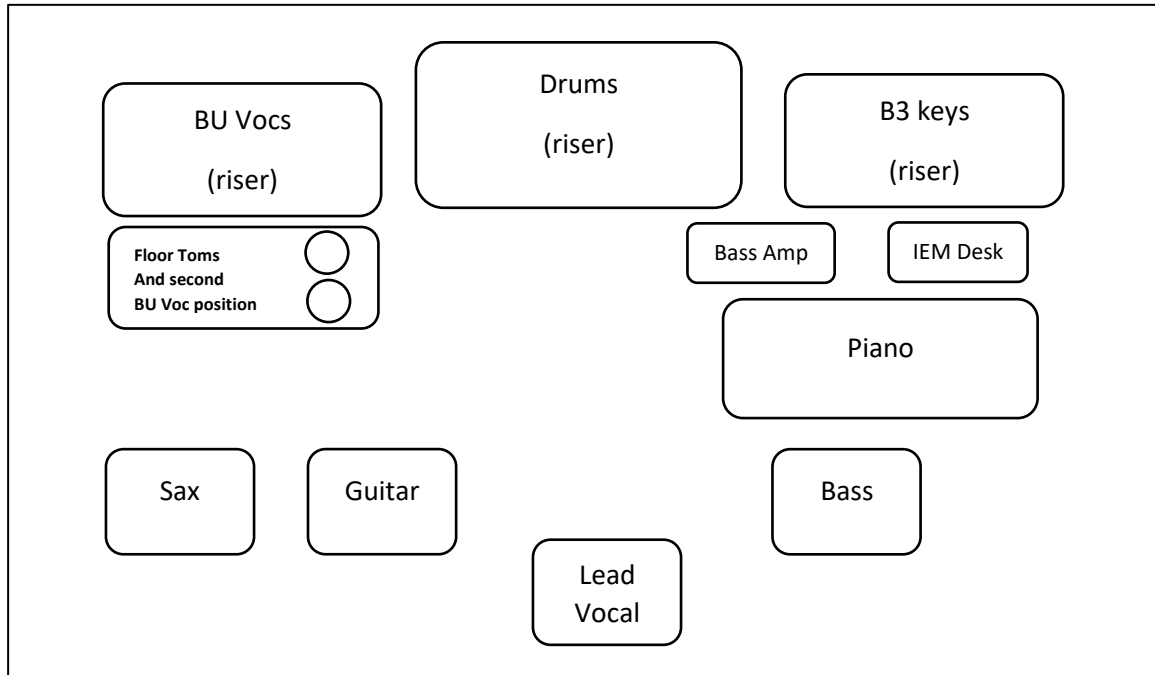 BU Vocs
(riser)
Drums
(riser)
B3 keys
(riser)
Floor Toms
And second
BU Voc position
Bass Amp
IEM Desk
Piano
Sax
Guitar
Bass
Lead
Vocal